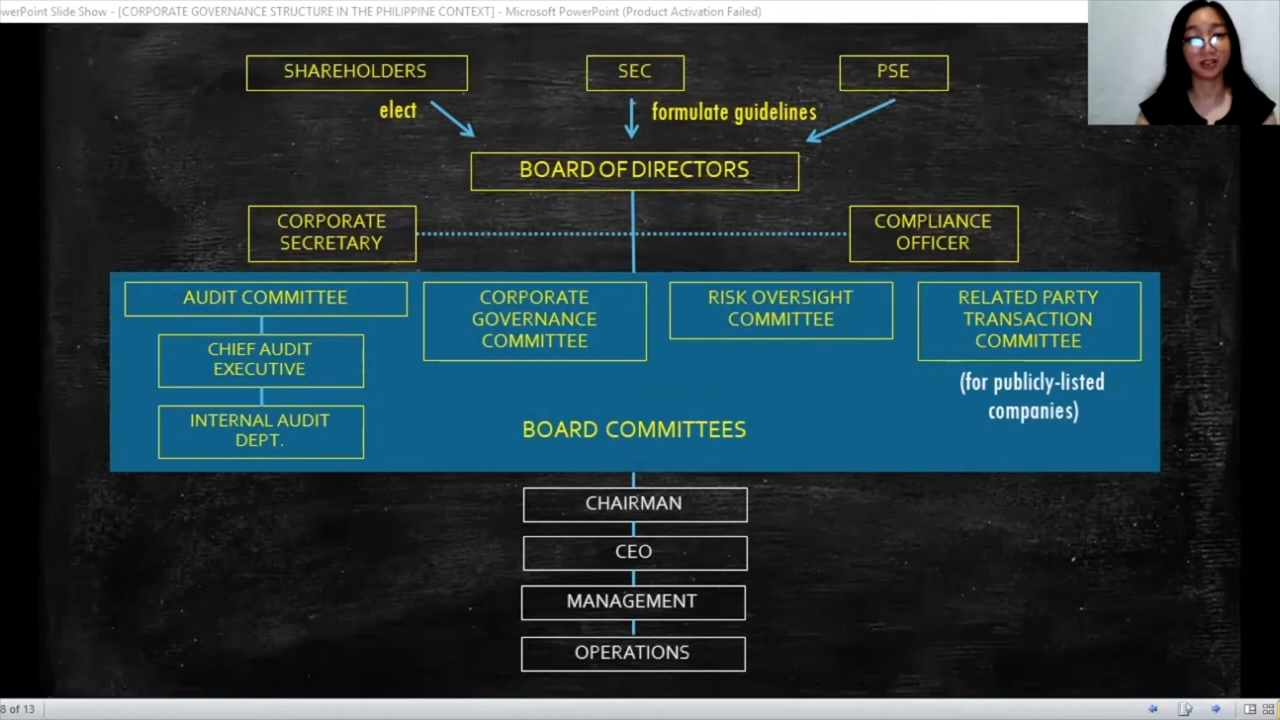 werPoint Slide Show - [CORPORATE GOVERNANCE STRUCTURE IN THE PHILIPPINE CONTEXT] - Microsoft PowerPoint (Product Activation Failed)
SHAREHOLDERS
SEC
PSE
elect
formulate guidelines
BOARD OF DIRECTORS
CORPORATE
SECRETARY
COMPLIANCE
OFFICER
AUDIT COMMITTEE
CHIEF AUDIT
EXECUTIVE
INTERNAL AUDIT
DEPT.
CORPORATE
GOVERNANCE
COMMITTEE
RISK OVERSIGHT
COMMITTEE
RELATED PARTY
TRANSACTION
COMMITTEE
(for publicly-listed
companies)
BOARD COMMITTEES
CHAIRMAN
CEO
MANAGEMENT
OPERATIONS
8 of 13